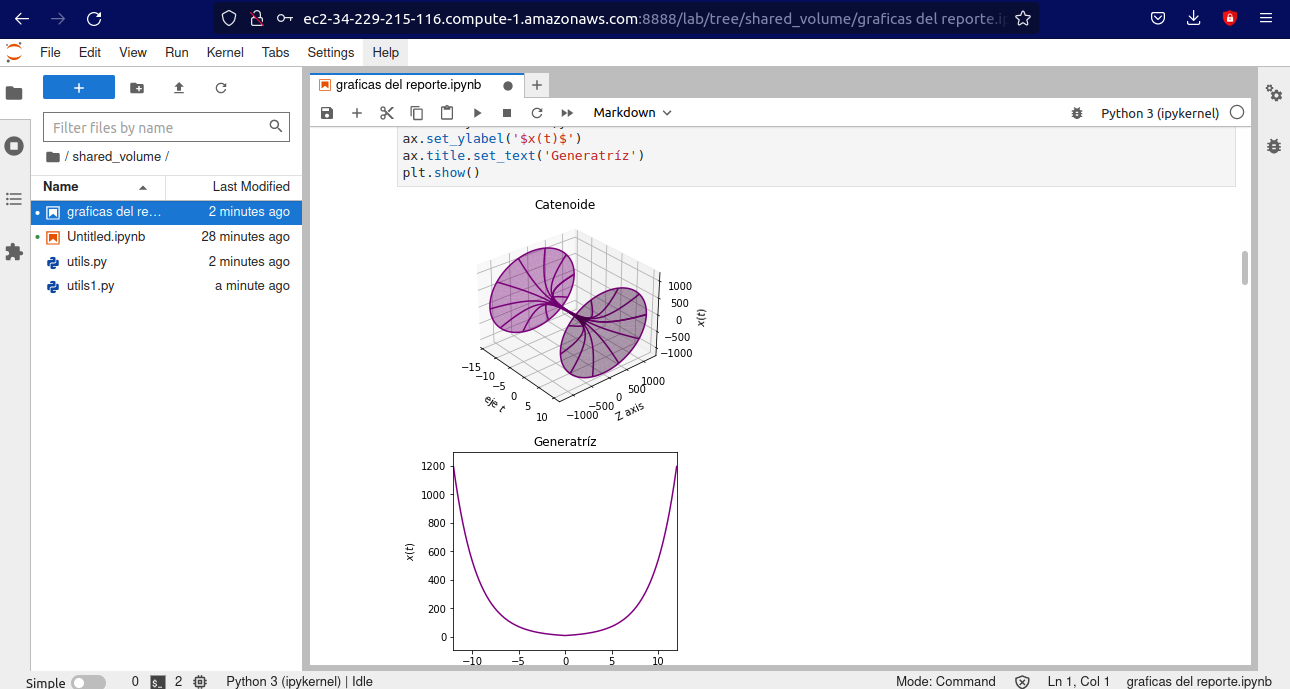 ec2-34-229-215-116.compute-1.amazonaws.com:8888/lab/tree/shared_volume/graficas del reporte.i
File Edit View Run Kernel Tabs Settings Help
graficas del reporte.ipynb
Filter files by name
/ shared_volume /
Name Last Modified
graficas del re… 2 minutes ago
Untitled.ipynb 28 minutes ago
utils.py 2 minutes ago
utils1.py a minute ago
Markdown
Python 3 (ipykernel)
ax.set_ylabel('$x(t)$')
ax.title.set_text('Generatríz')
plt.show()
Catenoide
1000
500
0
−500
−1000
x(t)
−15
−10
−5
0
5
10
eje t
−1000
−500
0
500
1000
Z axis
Generatríz
1200
1000
800
600
400
200
0
x(t)
−10 −5 0 5 10
Simple 0 $_ 2 Python 3 (ipykernel) | Idle Mode: Command Ln 1, Col 1 graficas del reporte.ipynb